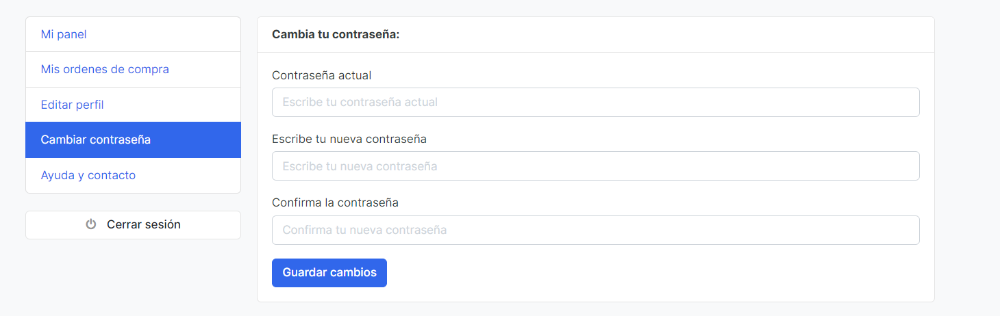 Mi panel
Mis ordenes de compra
Editar perfil
Cambiar contraseña
Ayuda y contacto
Cerrar sesión
Cambia tu contraseña:
Contraseña actual
Escribe tu contraseña actual
Escribe tu nueva contraseña
Escribe tu nueva contraseña
Confirma la contraseña
Confirma tu nueva contraseña
Guardar cambios